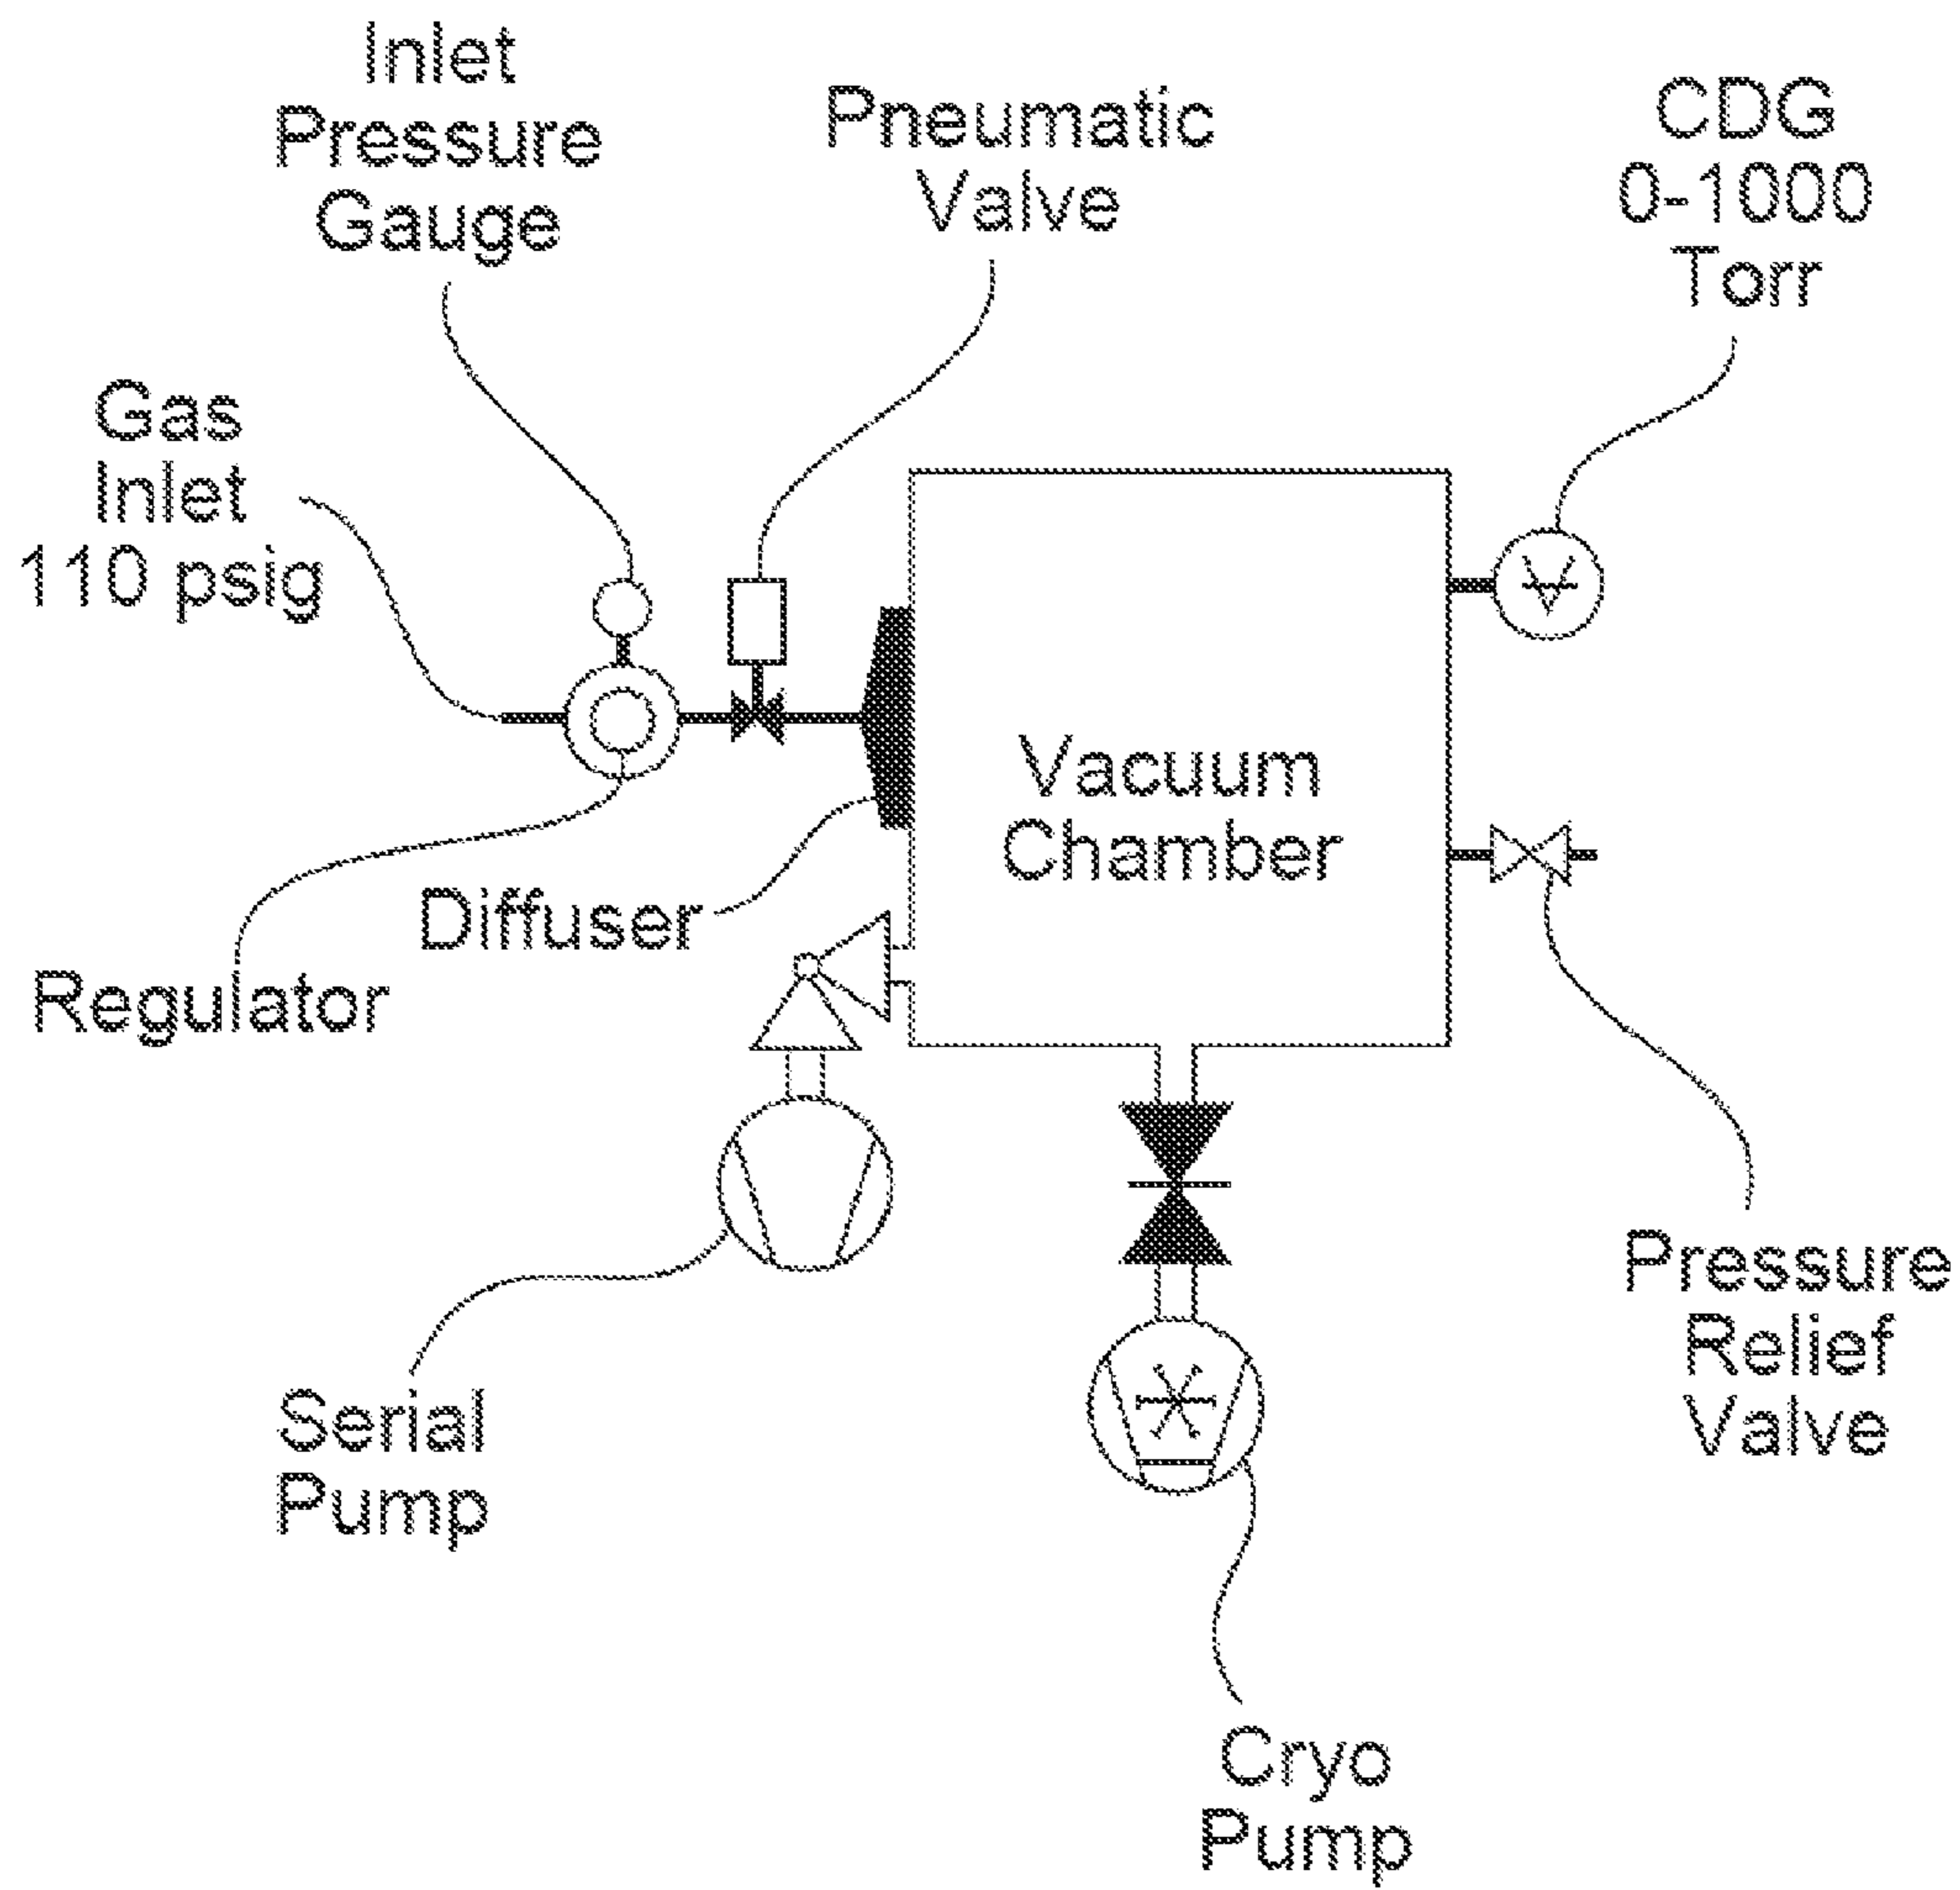 Inlet
Pressure
Gauge
Pneumatic
Valve
CDG
0-1000
Torr
Gas
Inlet
110 psig
Vacuum
Chamber
Diffuser
Regulator
Serial
Pump
Pressure
Relief
Valve
Cryo
Pump